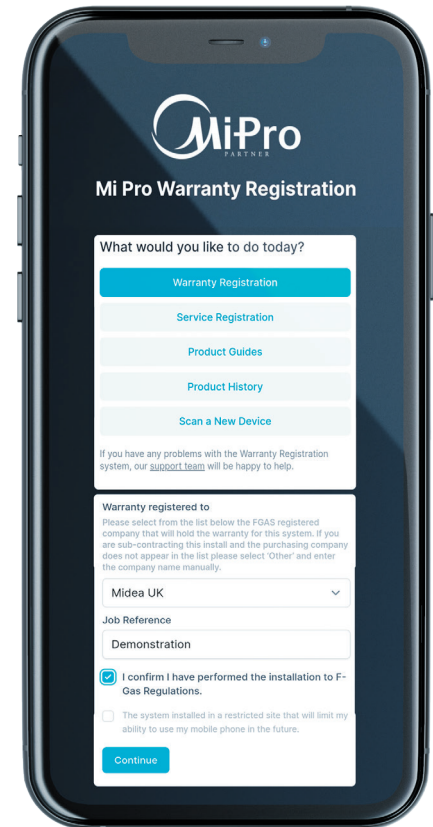 MiPro
PARTNER
Mi Pro Warranty Registration
What would you like to do today?
Warranty Registration
Service Registration
Product Guides
Product History
Scan a New Device
If you have any problems with the Warranty Registration
system, our support team will be happy to help.
Warranty registered to
Please select from the list below the FGAS registered
company that will hold the warranty for this system. If you
are sub-contracting this install and the purchasing company
does not appear in the list please select 'Other' and enter
the company name manually.
Midea UK
Job Reference
Demonstration
I confirm I have performed the installation to F-
Gas Regulations.
The system installed in a restricted site that will limit my
ability to use my mobile phone in the future.
Continue